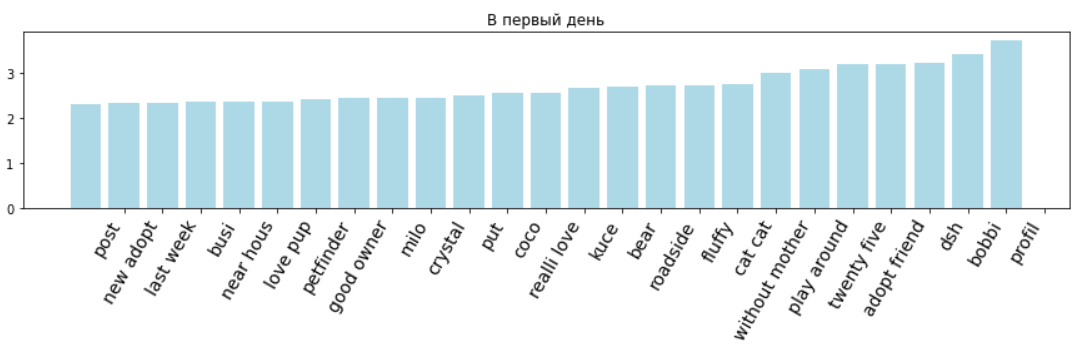 В первый день
3
2
1
0
post
new adopt
last week
busi
near hous
love pup
petfinder
good owner
milo
crystal
put
coco
realli love
kuce
bear
roadside
fluffy
cat cat
without mother
play around
twenty five
adopt friend
dsh
bobbi
profil